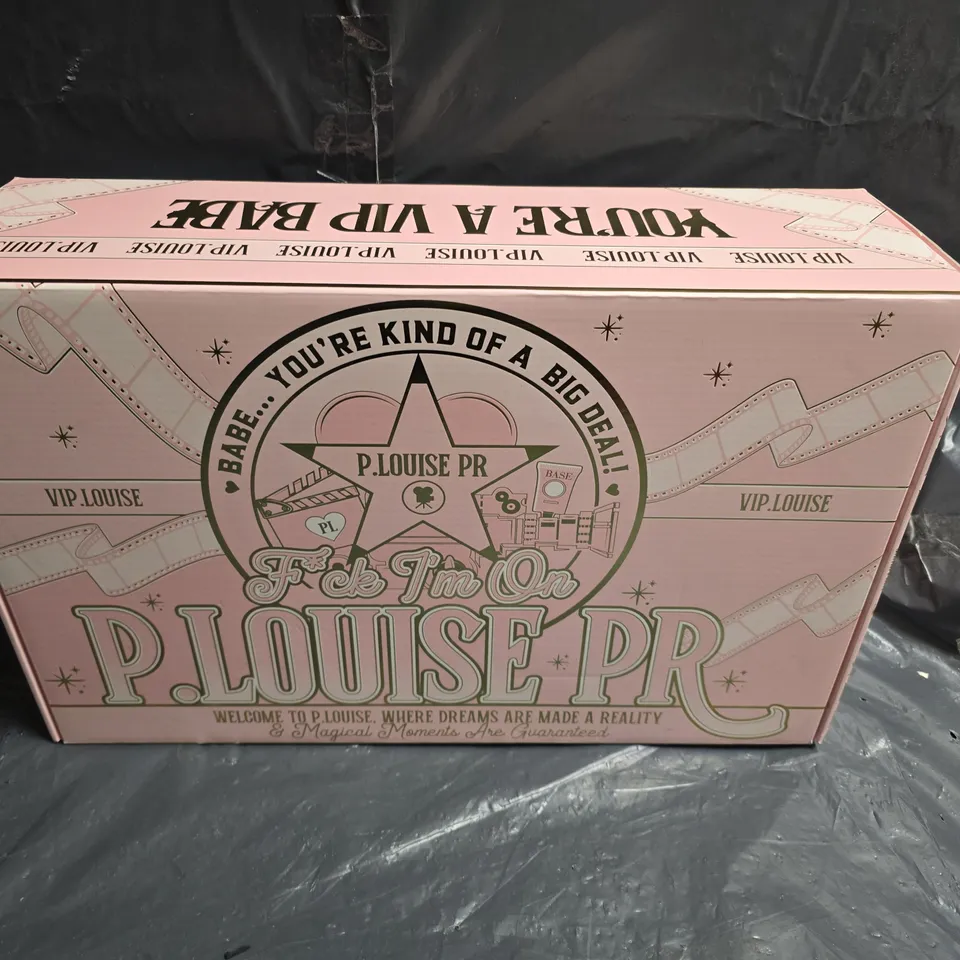 YOU'RE A VIP BABE
VIP.LOUISE VIP.LOUISE VIP.LOUISE VIP.LOUISE VIP.LOUISE VIP.LOUISE
BABE... YOU'RE KIND OF A BIG DEAL!
P.LOUISE PR
BASE
PL
VIP.LOUISE
VIP.LOUISE
F*ck I'm On
P.LOUISE PR
WELCOME TO P.LOUISE, WHERE DREAMS ARE MADE A REALITY
& Magical Moments Are Guaranteed